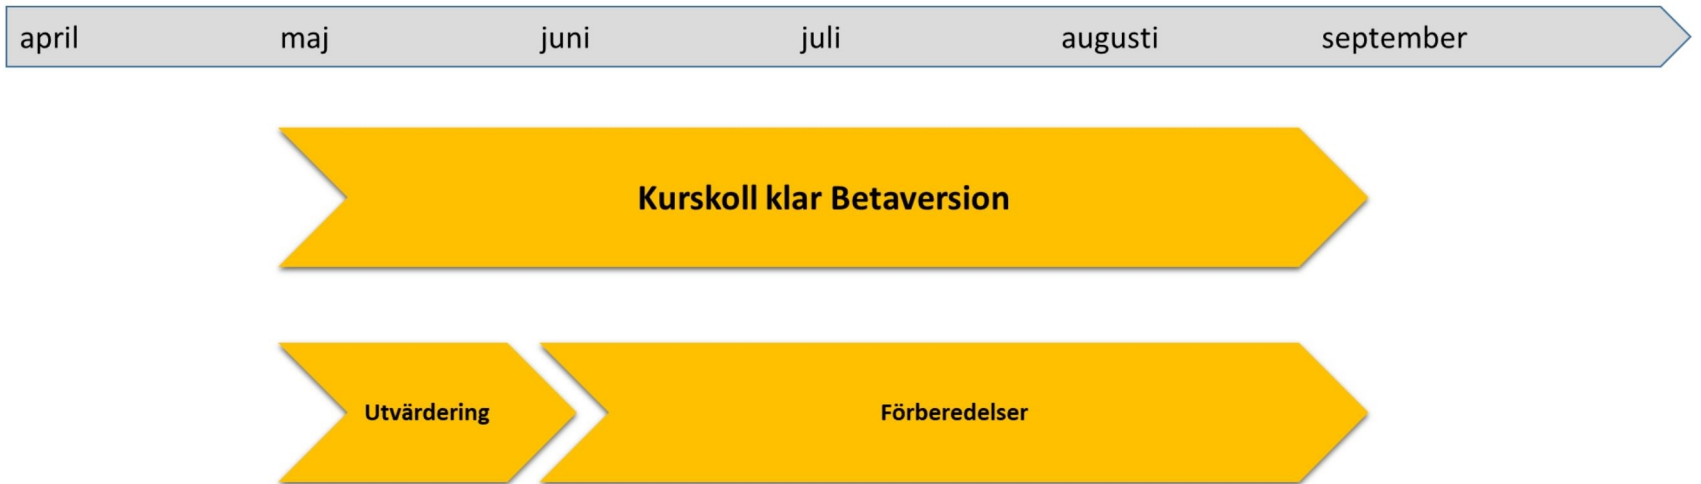 april maj juni juli augusti september
Kurskoll klar Betaversion
Utvärdering Förberedelser